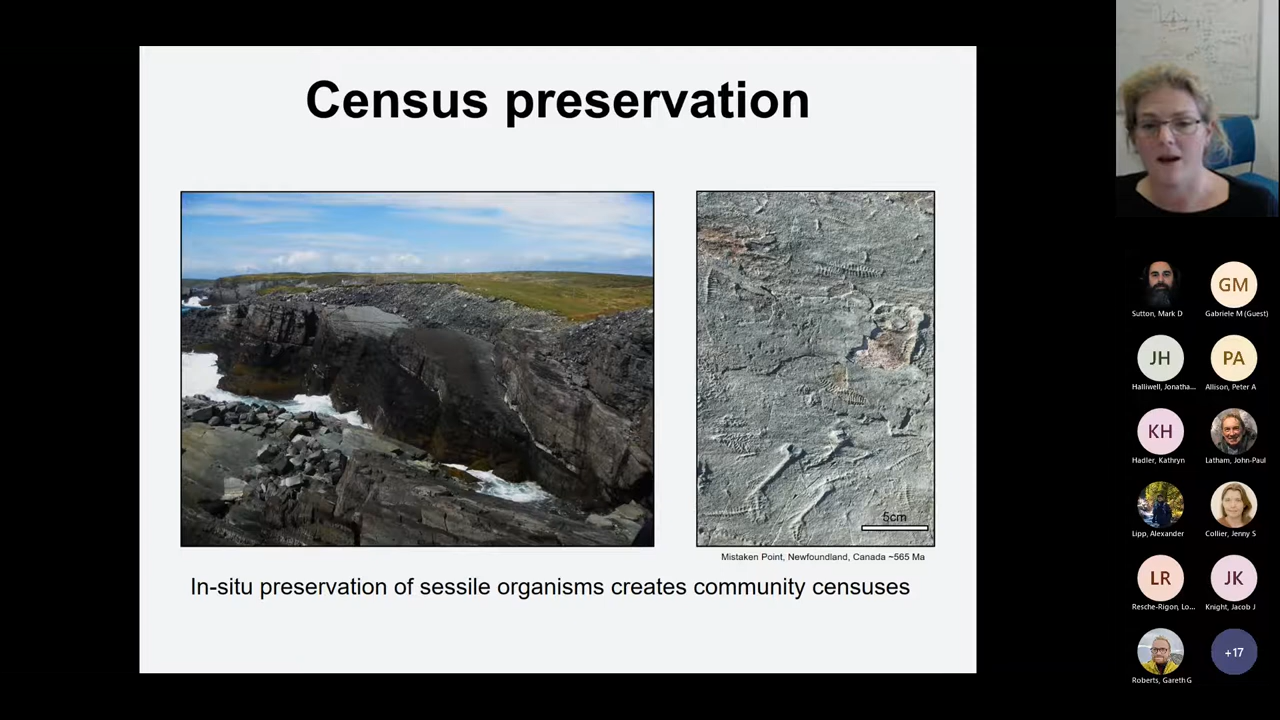 Census preservation
5cm
Mistaken Point, Newfoundland, Canada ~565 Ma
In-situ preservation of sessile organisms creates community censuses
Sutton, Mark D
GM
Gabriele M (Guest)
JH
Halliwell, Jonatha...
PA
Allison, Peter A
KH
Hadler, Kathryn
Latham, John-Paul
Lipp, Alexander
Collier, Jenny S
LR
Resche-Rigon, Lo...
JK
Knight, Jacob J
Roberts, Gareth G
+17